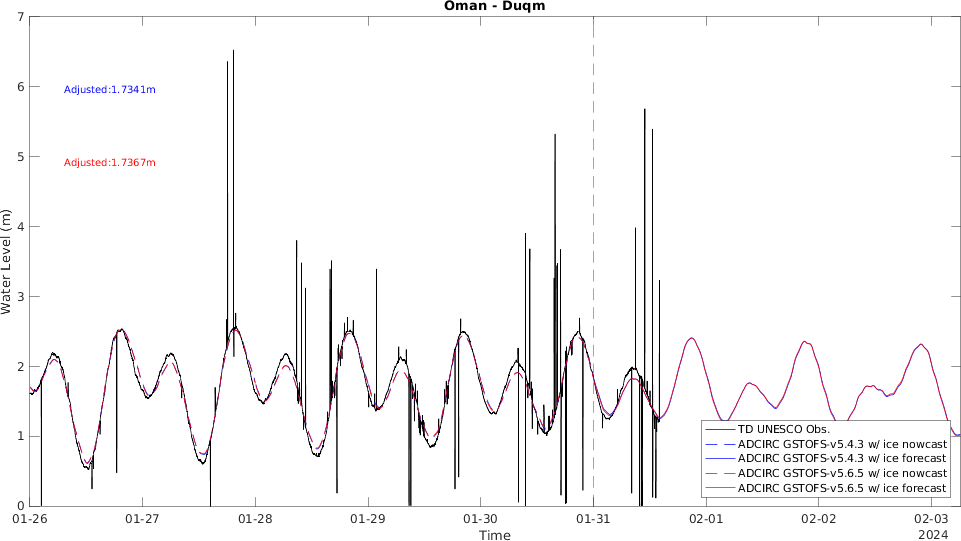 Oman - Duqm
7
6
5
4
3
2
1
0
Water Level (m)
Adjusted:1.7341m
Adjusted:1.7367m
TD UNESCO Obs.
ADCIRC GSTOFS-v5.4.3 w/ ice nowcast
ADCIRC GSTOFS-v5.4.3 w/ ice forecast
ADCIRC GSTOFS-v5.6.5 w/ ice nowcast
ADCIRC GSTOFS-v5.6.5 w/ ice forecast
01-26 01-27 01-28 01-29 01-30 01-31 02-01 02-02 02-03
Time
2024